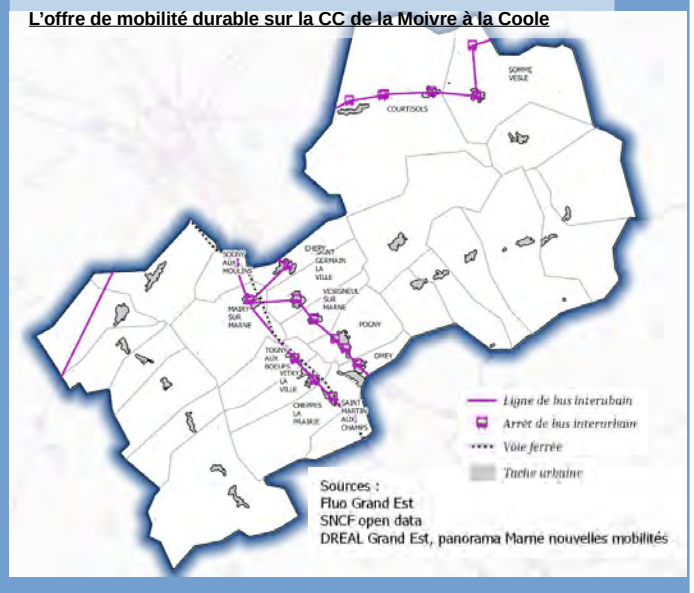 L'offre de mobilité durable sur la CC de la Moivre à la Coole
SOMME
VESLE
COURTISOLS
SOGNY
AUX
MOULINS
CHEPY
SAINT
GERMAIN
LA
VILLE
VESIGNEUL
SUR
MARNE
MAIRY
SUR
MARNE
POGNY
OMEY
TOGNY
AUX
BOEUFS
VITRY
LA
VILLE
CHEPPES
LA
PRAIRIE
SAINT
MARTIN
AUX
CHAMPS
Ligne de bus interubain
Arrêt de bus interurbain
Voie ferrée
Tache urbaine
Sources :
Fluo Grand Est
SNCF open data
DREAL Grand Est, panorama Marne nouvelles mobilités